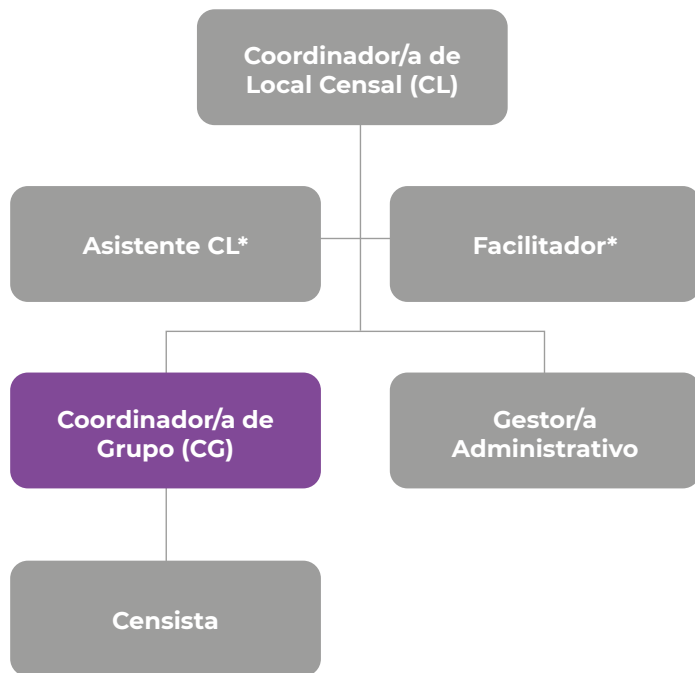 Coordinador/a de
Local Censal (CL)
Asistente CL*
Facilitador*
Coordinador/a de
Grupo (CG)
Gestor/a
Administrativo
Censista